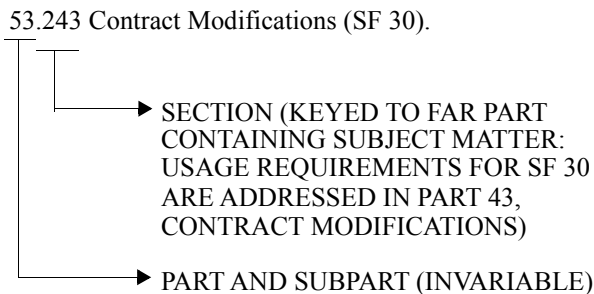 53.243 Contract Modifications (SF 30).
SECTION (KEYED TO FAR PART
CONTAINING SUBJECT MATTER:
USAGE REQUIREMENTS FOR SF 30
ARE ADDRESSED IN PART 43,
CONTRACT MODIFICATIONS)
PART AND SUBPART (INVARIABLE)